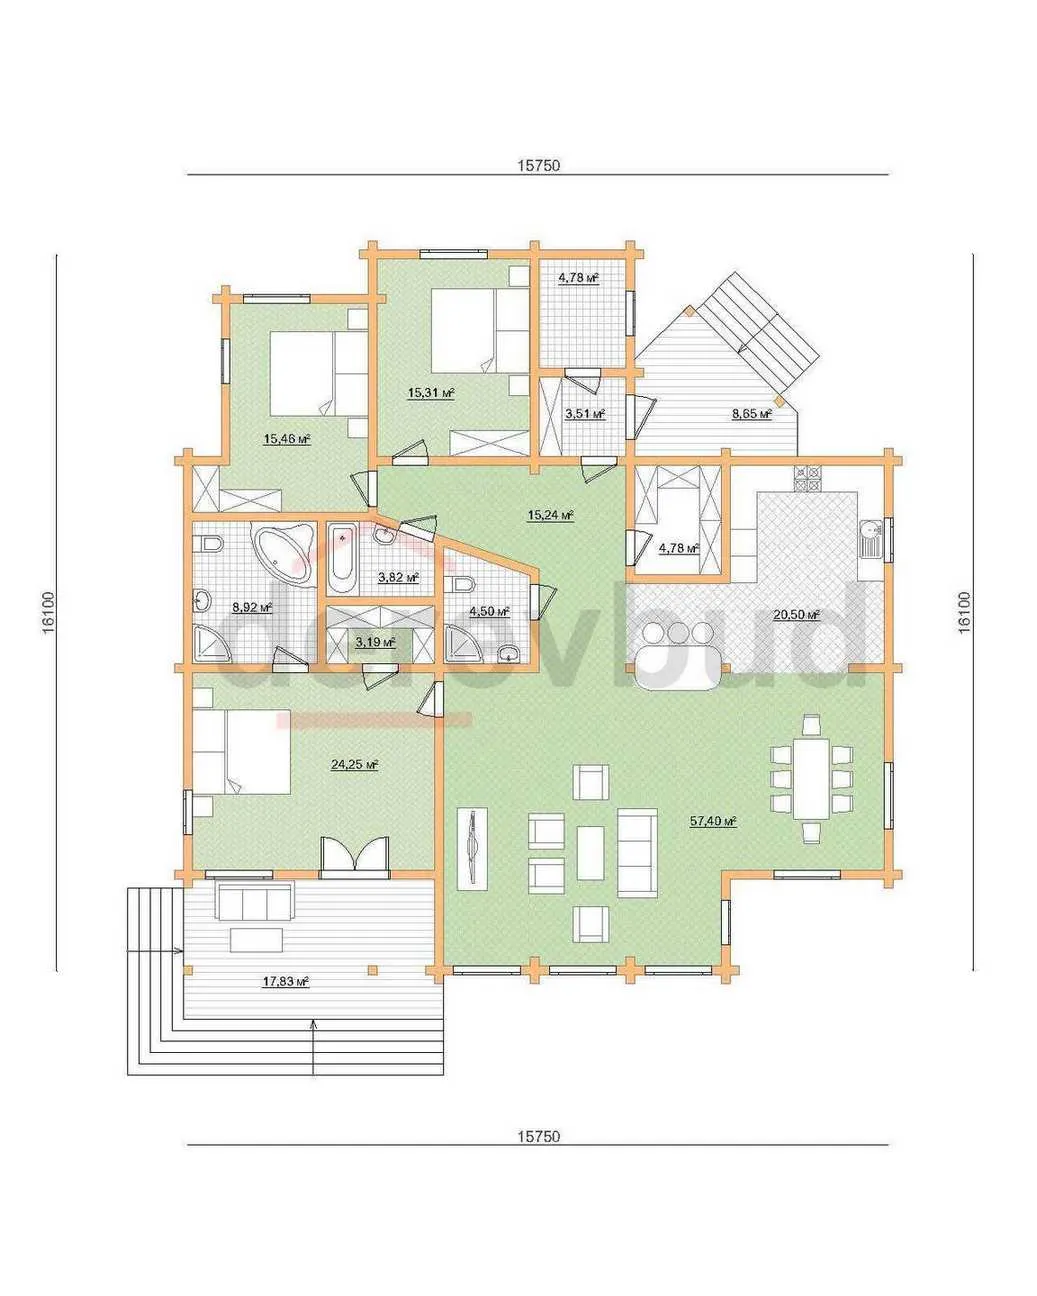 15750
4,78 м²
15,31 м²
3,51 м²
8,65 м²
15,46 м²
15,24 м²
4,78 м²
3,82 м²
8,92 м²
4,50 м²
20,50 м²
16100
16100
3,19 м²
derevbud
24,25 м²
57,40 м²
17,83 м²
15750